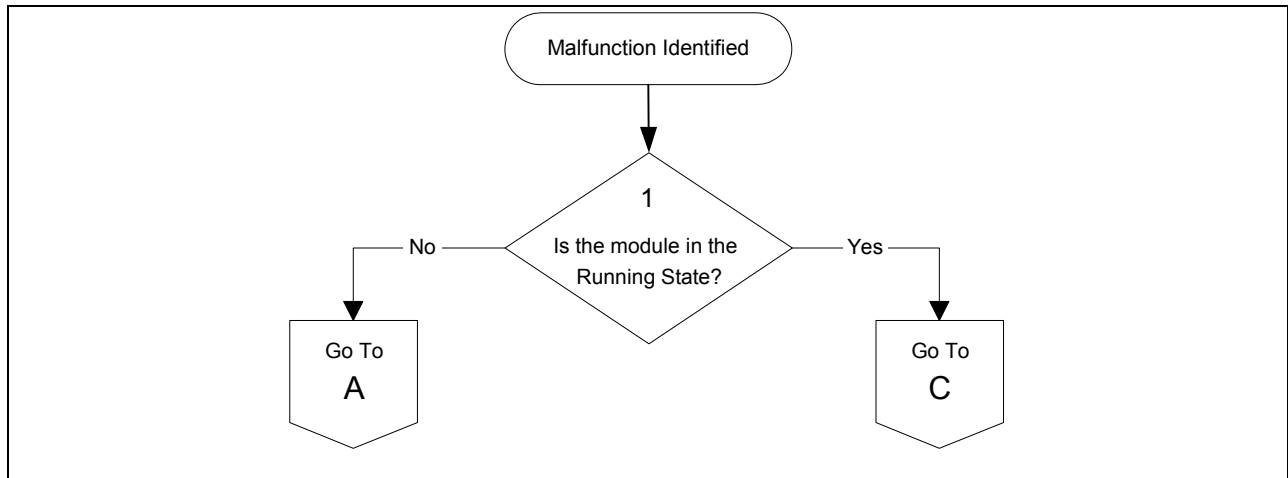 Malfunction Identified
1
Is the module in the
Running State?
No
Yes
Go To
A
Go To
C